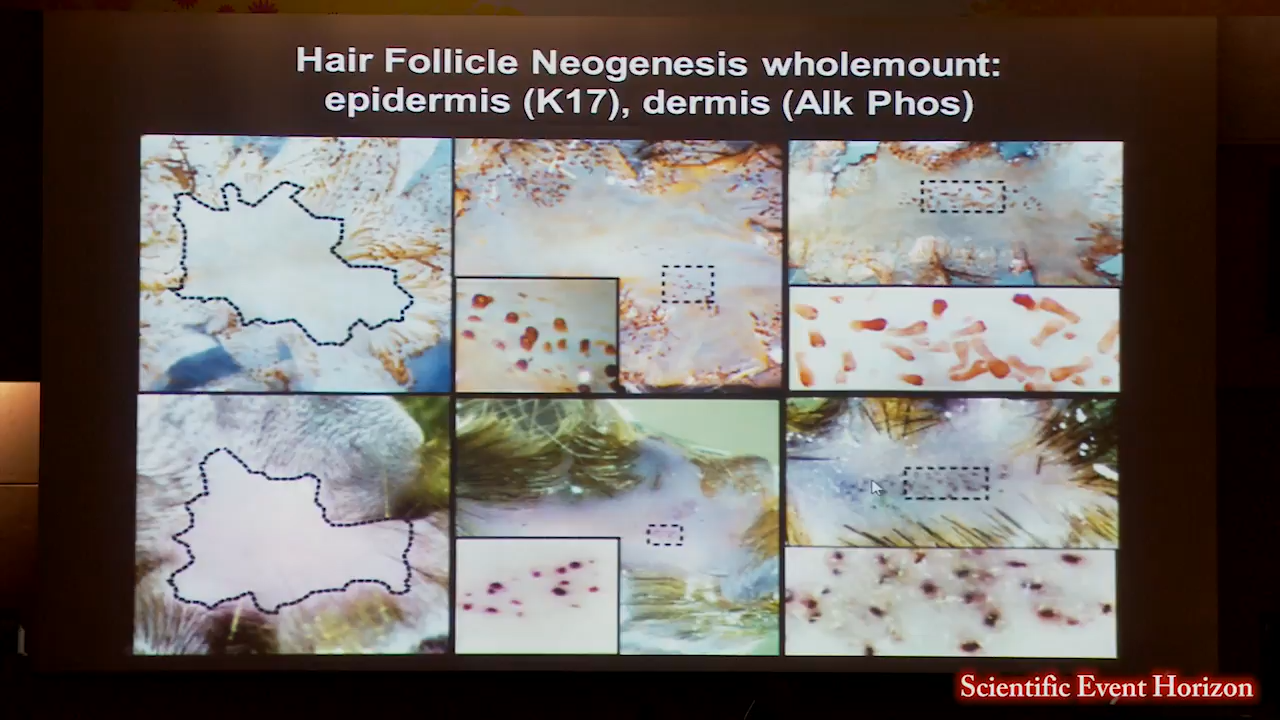 Hair Follicle Neogenesis wholemount:
epidermis (K17), dermis (Alk Phos)
Scientific Event Horizon